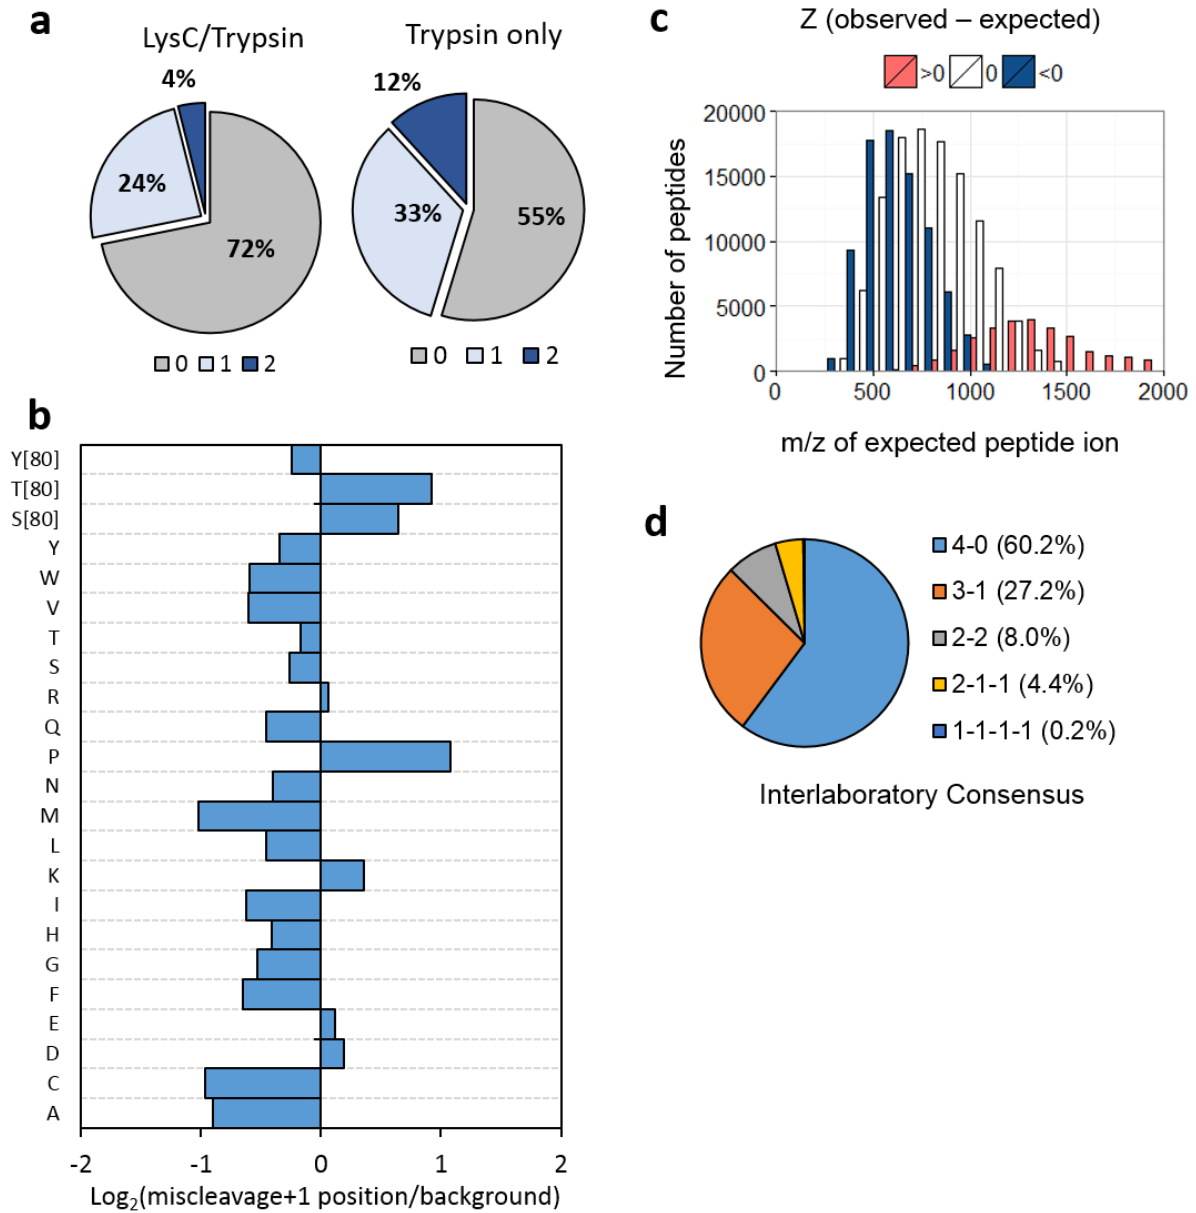 a
LysC/Trypsin
Trypsin only
4%
24%
72%
12%
33%
55%
0 1 2
0 1 2
b
Y[80]
T[80]
S[80]
Y
W
V
T
S
R
Q
P
N
M
L
K
I
H
G
F
E
D
C
A
-2 -1 0 1 2
Log₂(miscleavage+1 position/background)
c
Z (observed – expected)
>0 0 <0
Number of peptides
20000
15000
10000
5000
0
0 500 1000 1500 2000
m/z of expected peptide ion
d
4-0 (60.2%)
3-1 (27.2%)
2-2 (8.0%)
2-1-1 (4.4%)
1-1-1-1 (0.2%)
Interlaboratory Consensus